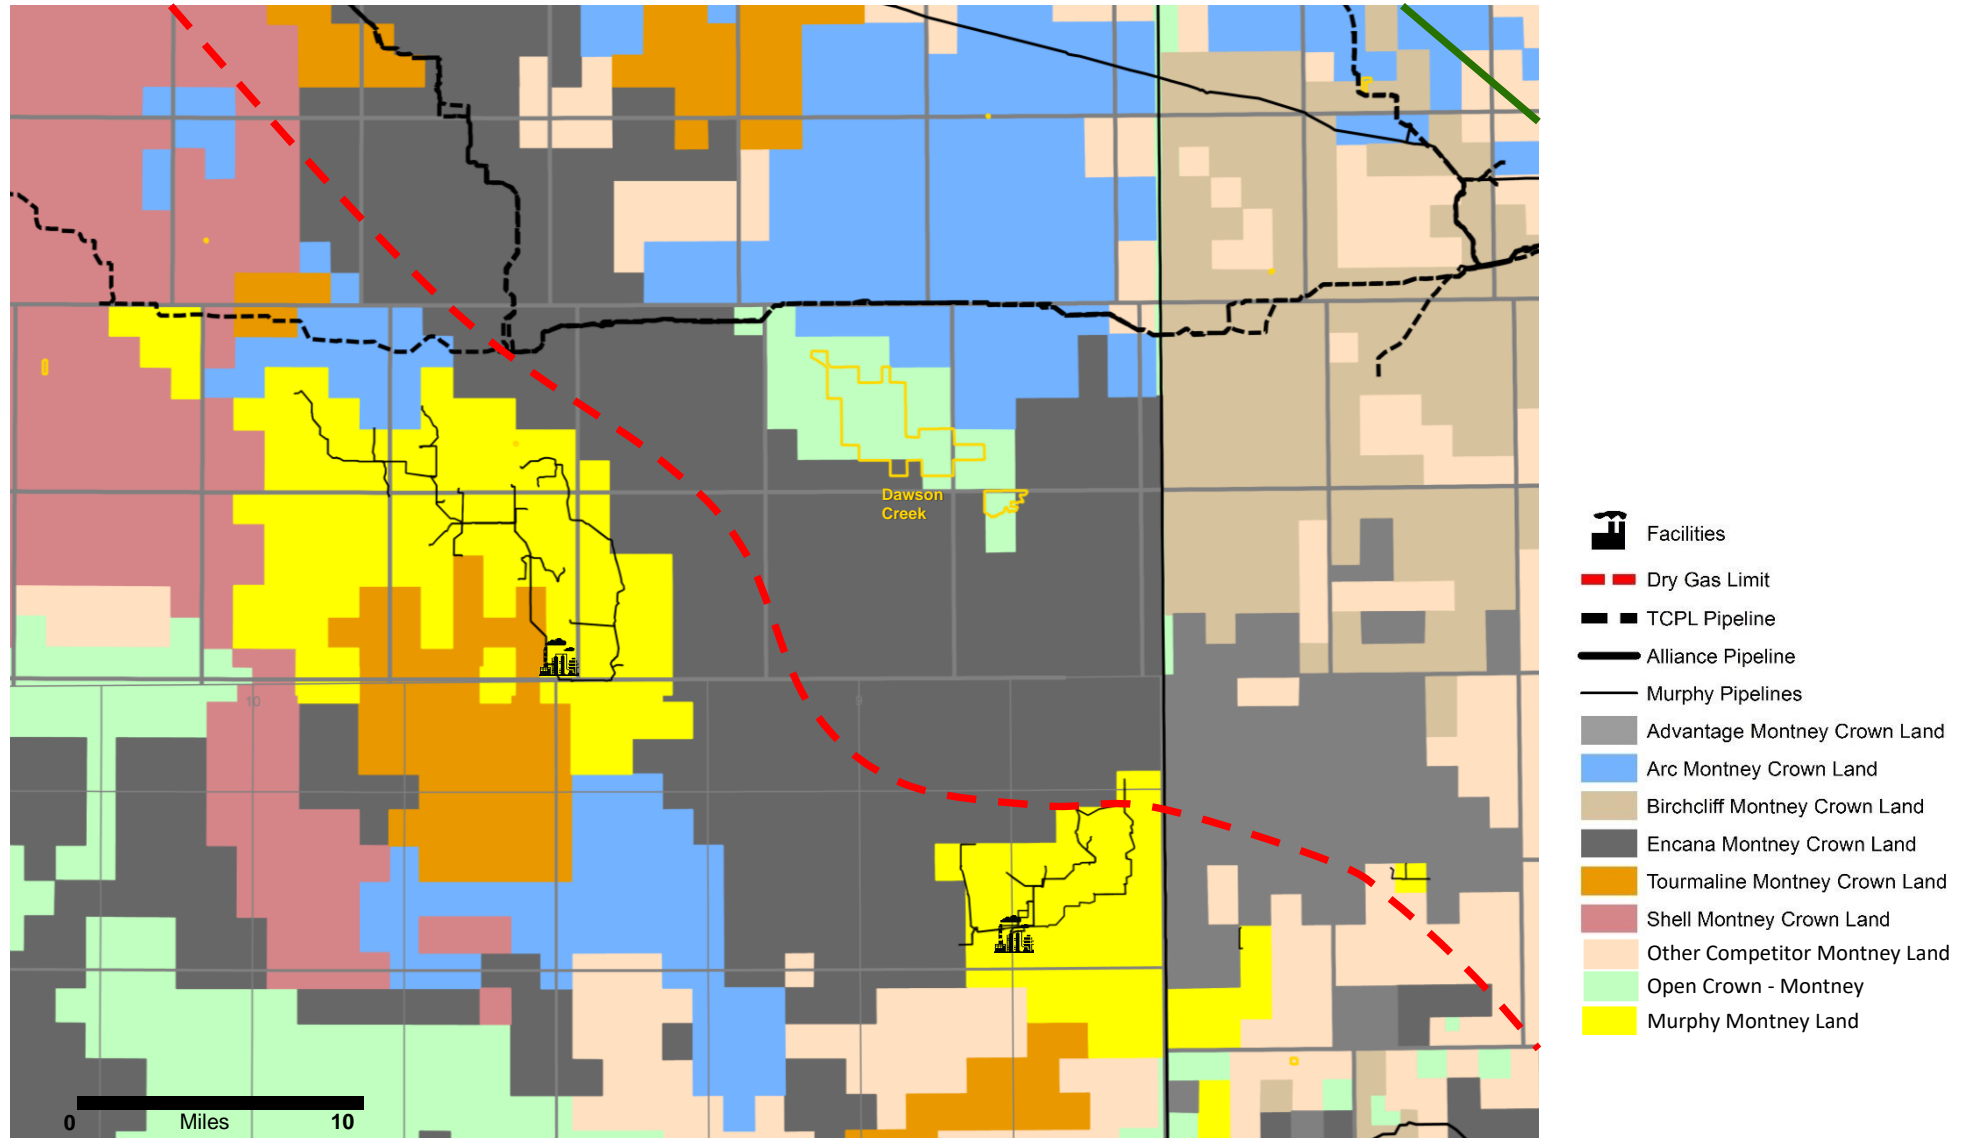 Dawson
Creek
10
9
0
Miles
10
Facilities
Dry Gas Limit
TCPL Pipeline
Alliance Pipeline
Murphy Pipelines
Advantage Montney Crown Land
Arc Montney Crown Land
Birchcliff Montney Crown Land
Encana Montney Crown Land
Tourmaline Montney Crown Land
Shell Montney Crown Land
Other Competitor Montney Land
Open Crown - Montney
Murphy Montney Land